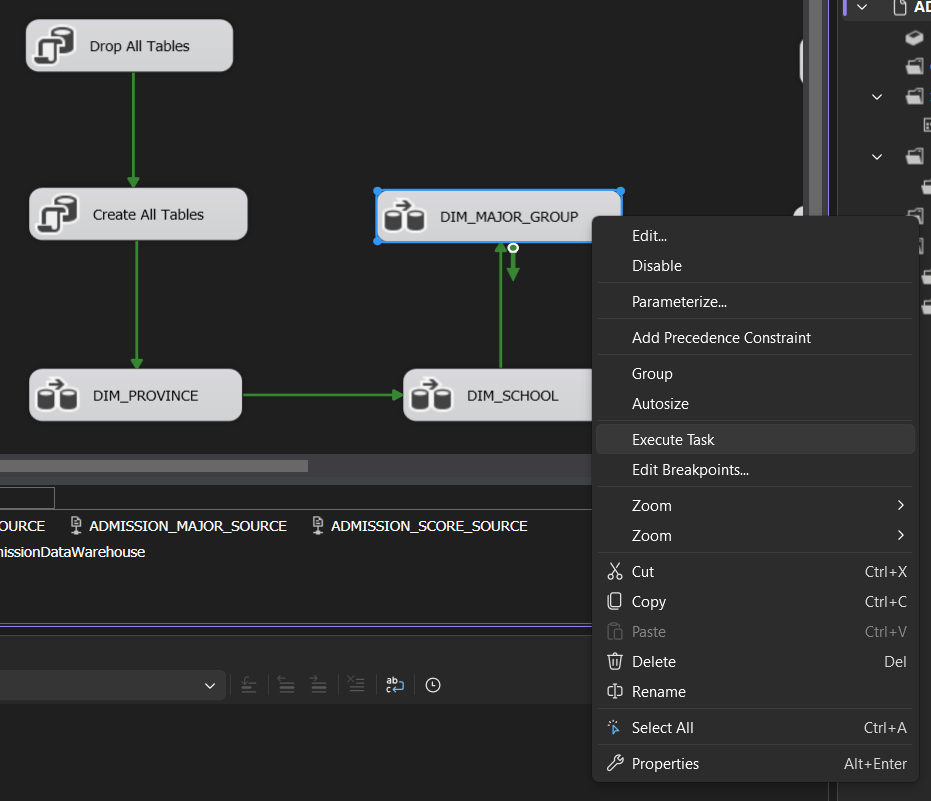 Drop All Tables
AD
Create All Tables
DIM_MAJOR_GROUP
DIM_PROVINCE
DIM_SCHOOL
Edit...
Disable
Parameterize...
Add Precedence Constraint
Group
Autosize
Execute Task
Edit Breakpoints...
Zoom
Zoom
Cut Ctrl+X
Copy Ctrl+C
Paste Ctrl+V
Delete Del
Rename
Select All Ctrl+A
Properties Alt+Enter
OURCE ADMISSION_MAJOR_SOURCE ADMISSION_SCORE_SOURCE
issionDataWarehouse
ab
c